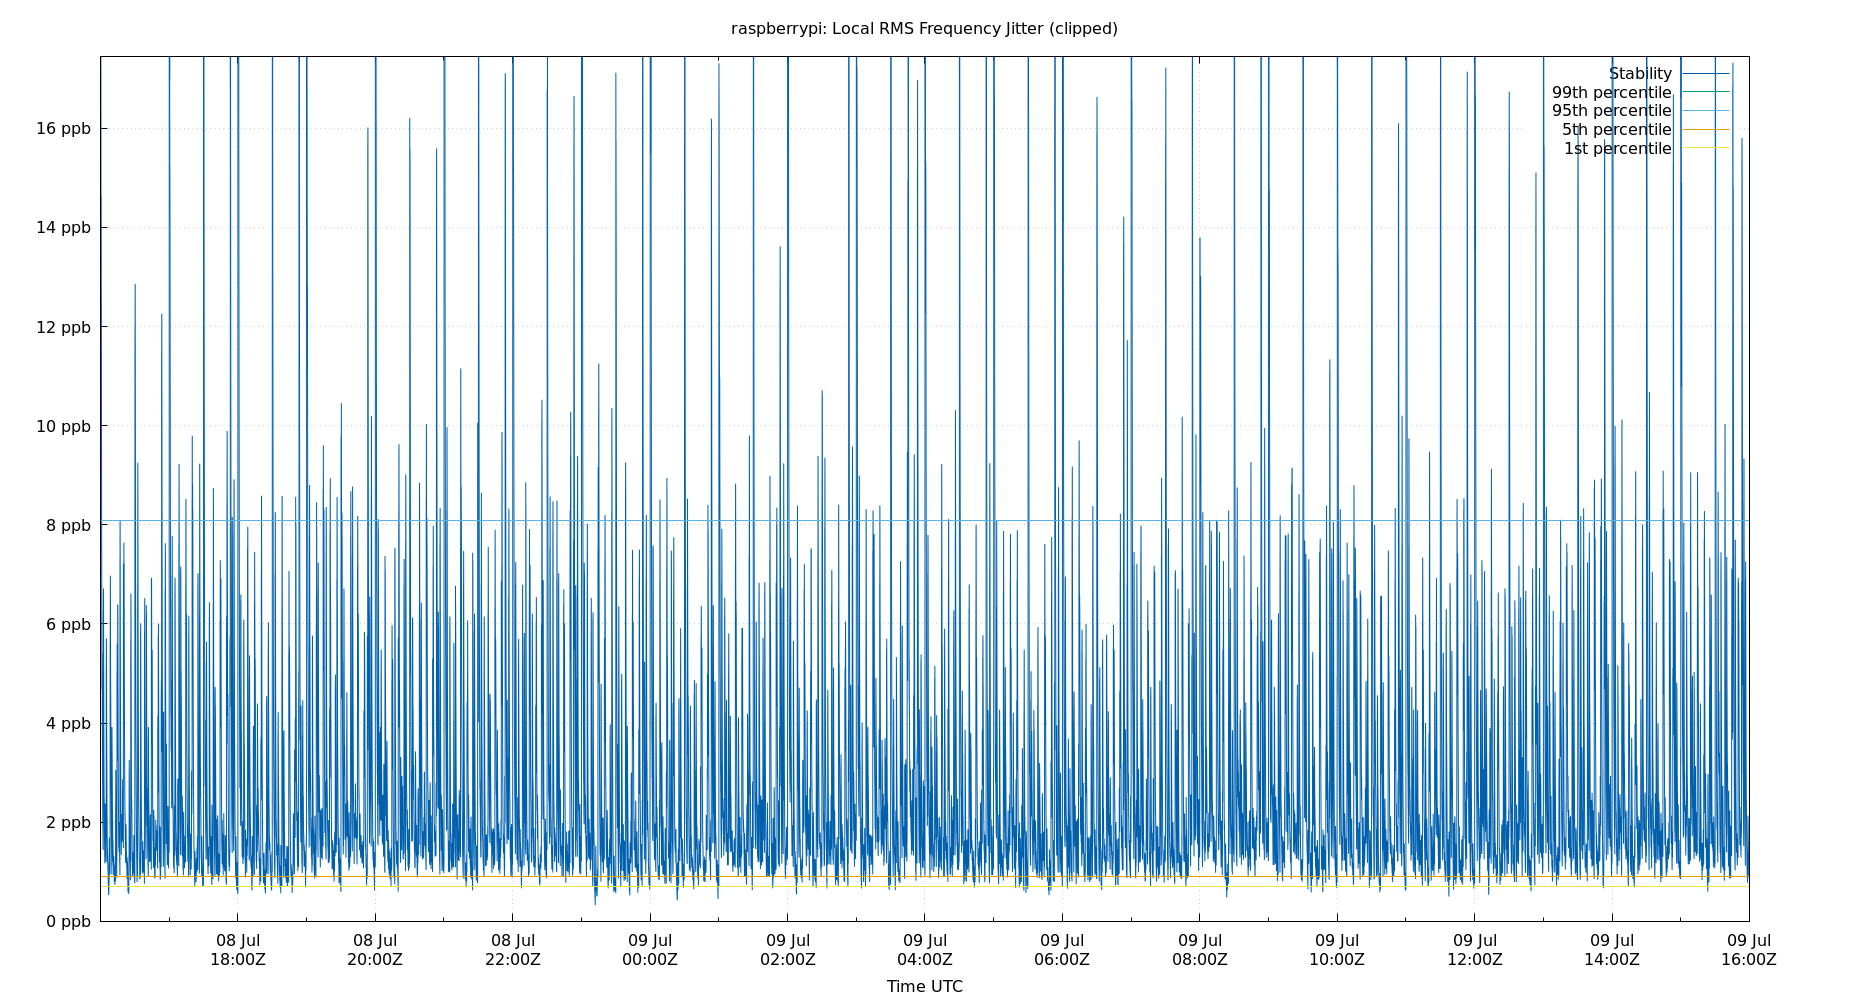 raspberrypi: Local RMS Frequency Jitter (clipped)
Stability
99th percentile
95th percentile
5th percentile
1st percentile
16 ppb
14 ppb
12 ppb
10 ppb
8 ppb
6 ppb
4 ppb
2 ppb
0 ppb
08 Jul 08 Jul 08 Jul 09 Jul 09 Jul 09 Jul 09 Jul 09 Jul 09 Jul 09 Jul 09 Jul 09 Jul
18:00Z 20:00Z 22:00Z 00:00Z 02:00Z 04:00Z 06:00Z 08:00Z 10:00Z 12:00Z 14:00Z 16:00Z
Time UTC